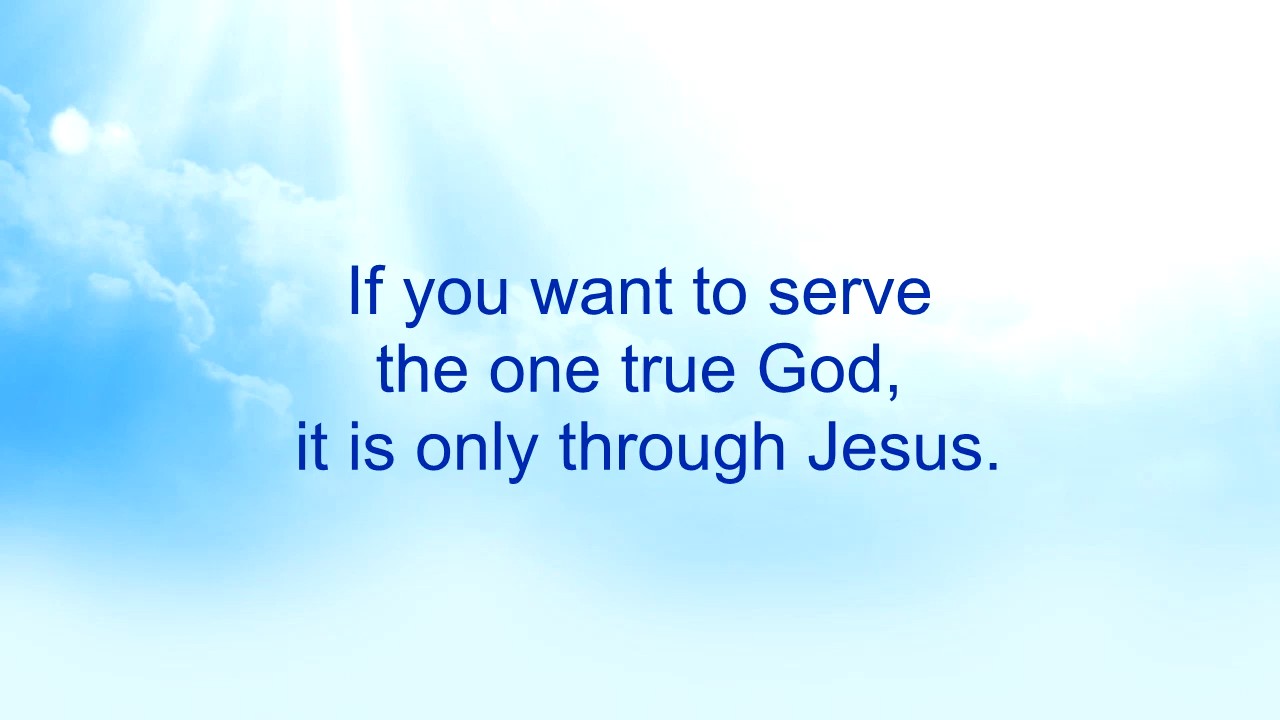 If you want to serve
the one true God,
it is only through Jesus.